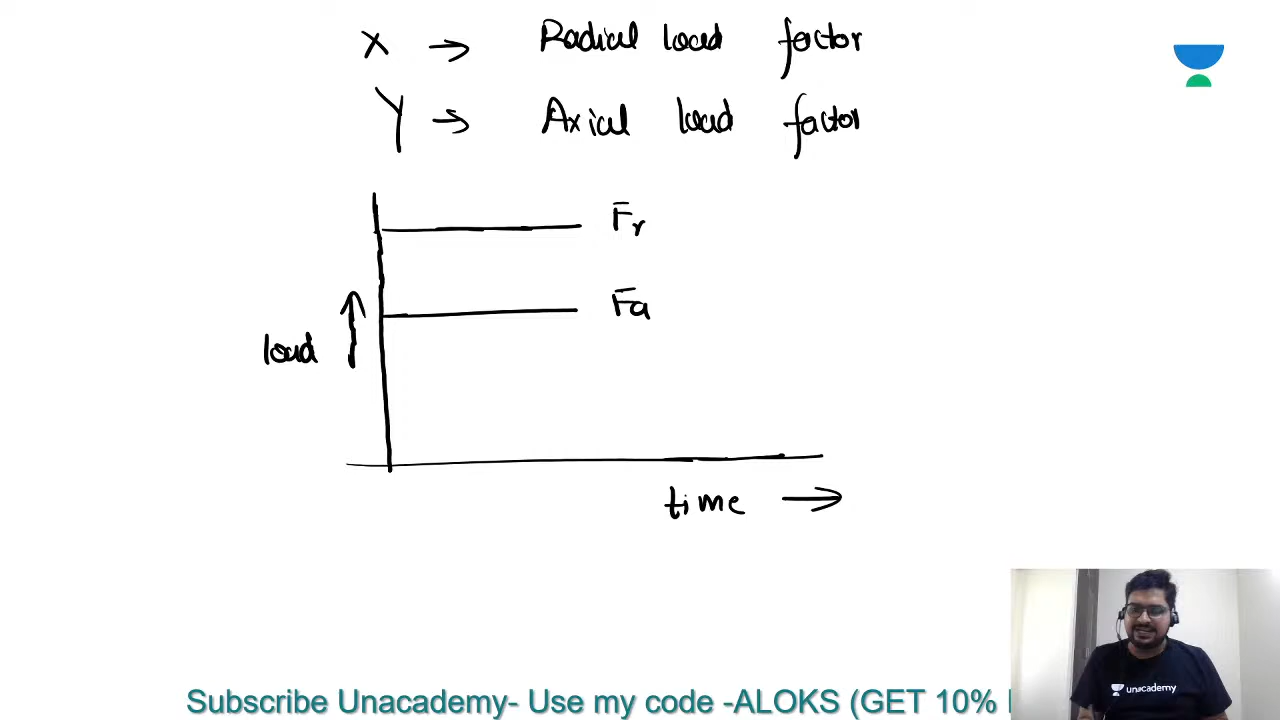 X → Radial load factor
Y → Axial load factor
Fr
Fa
load
time →
unacademy
Subscribe Unacademy- Use my code -ALOKS (GET 10%